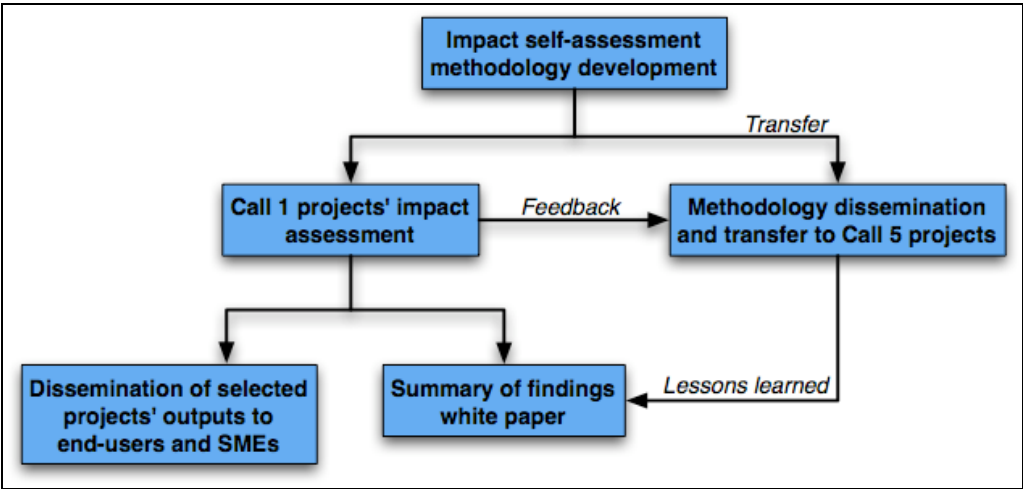 Impact self-assessment
methodology development
Transfer
Call 1 projects' impact
assessment
Feedback
Methodology dissemination
and transfer to Call 5 projects
Dissemination of selected
projects' outputs to
end-users and SMEs
Summary of findings
white paper
Lessons learned